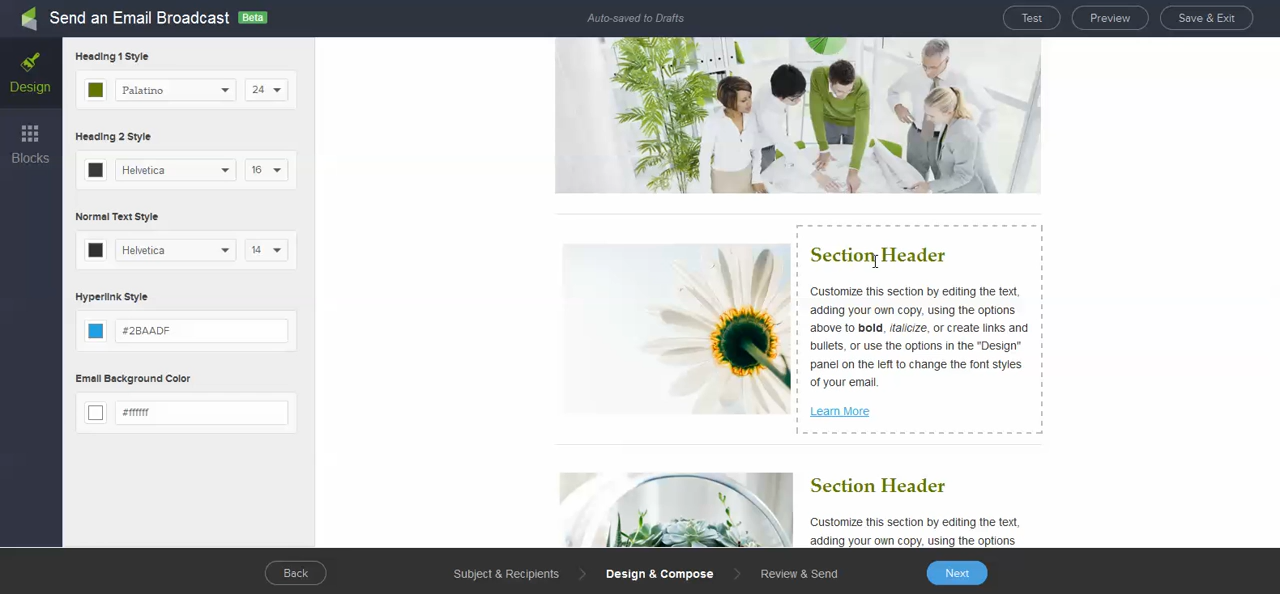 Send an Email Broadcast Beta
Auto-saved to Drafts
Test
Preview
Save & Exit
Design
Blocks
Heading 1 Style
Palatino
24
Heading 2 Style
Helvetica
16
Normal Text Style
Helvetica
14
Hyperlink Style
#2BAADF
Email Background Color
#ffffff
Section Header
Customize this section by editing the text,
adding your own copy, using the options
above to bold, italicize, or create links and
bullets, or use the options in the "Design"
panel on the left to change the font styles
of your email.
Learn More
Section Header
Customize this section by editing the text,
adding your own copy, using the options
Back
Subject & Recipients
Design & Compose
Review & Send
Next